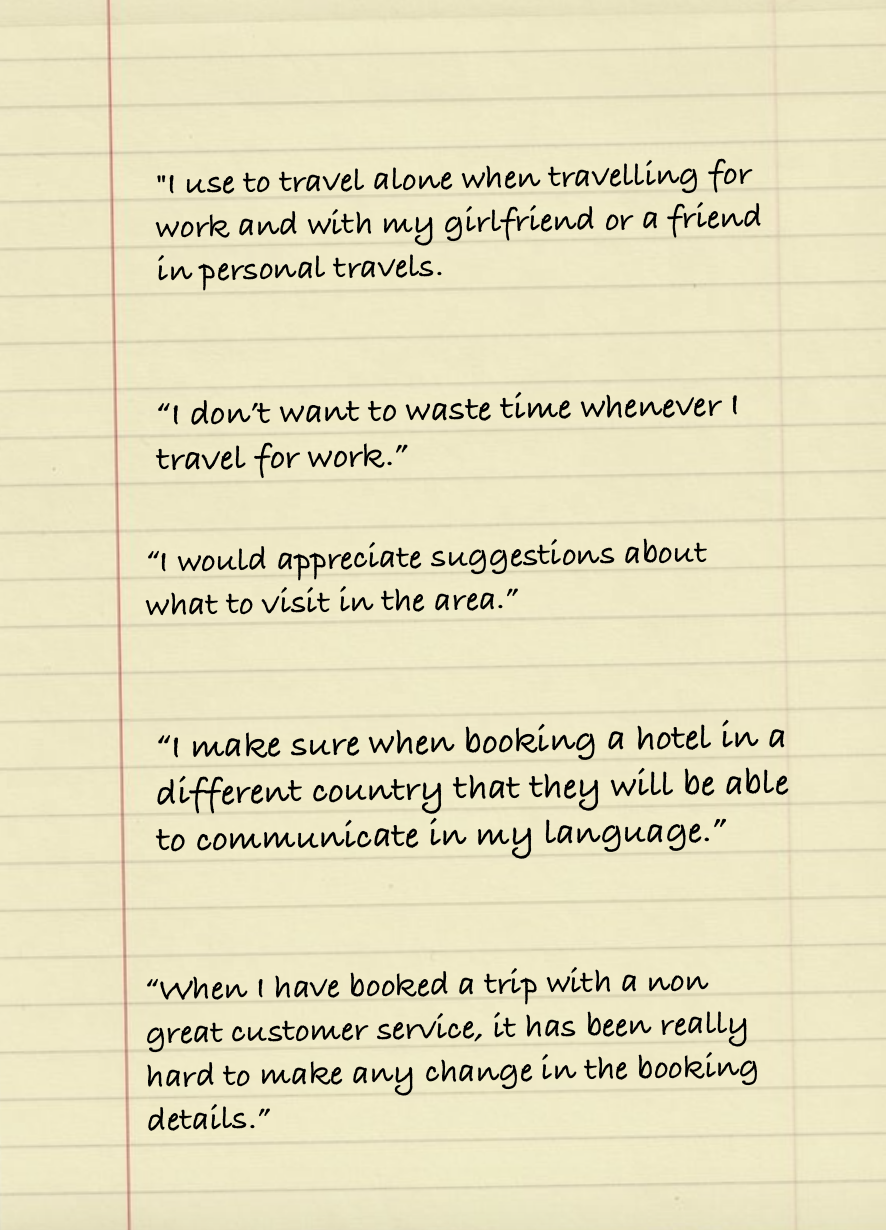 "I use to travel alone when travelling for
work and with my girlfriend or a friend
in personal travels.
“I don’t want to waste time whenever I
travel for work.”
“I would appreciate suggestions about
what to visit in the area.”
“I make sure when booking a hotel in a
different country that they will be able
to communicate in my language.”
“When I have booked a trip with a non
great customer service, it has been really
hard to make any change in the booking
details.”